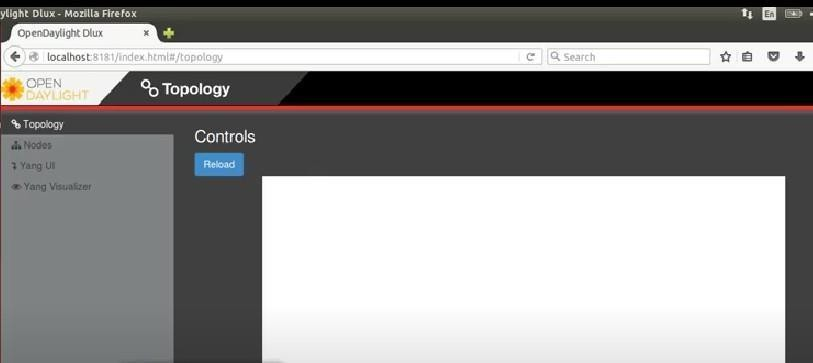 ylight Dlux - Mozilla Firefox
En
OpenDaylight Dlux
localhost:8181/index.html#/topology
Search
OPEN
DAYLIGHT
Topology
Topology
Nodes
Yang UI
Yang Visualizer
Controls
Reload